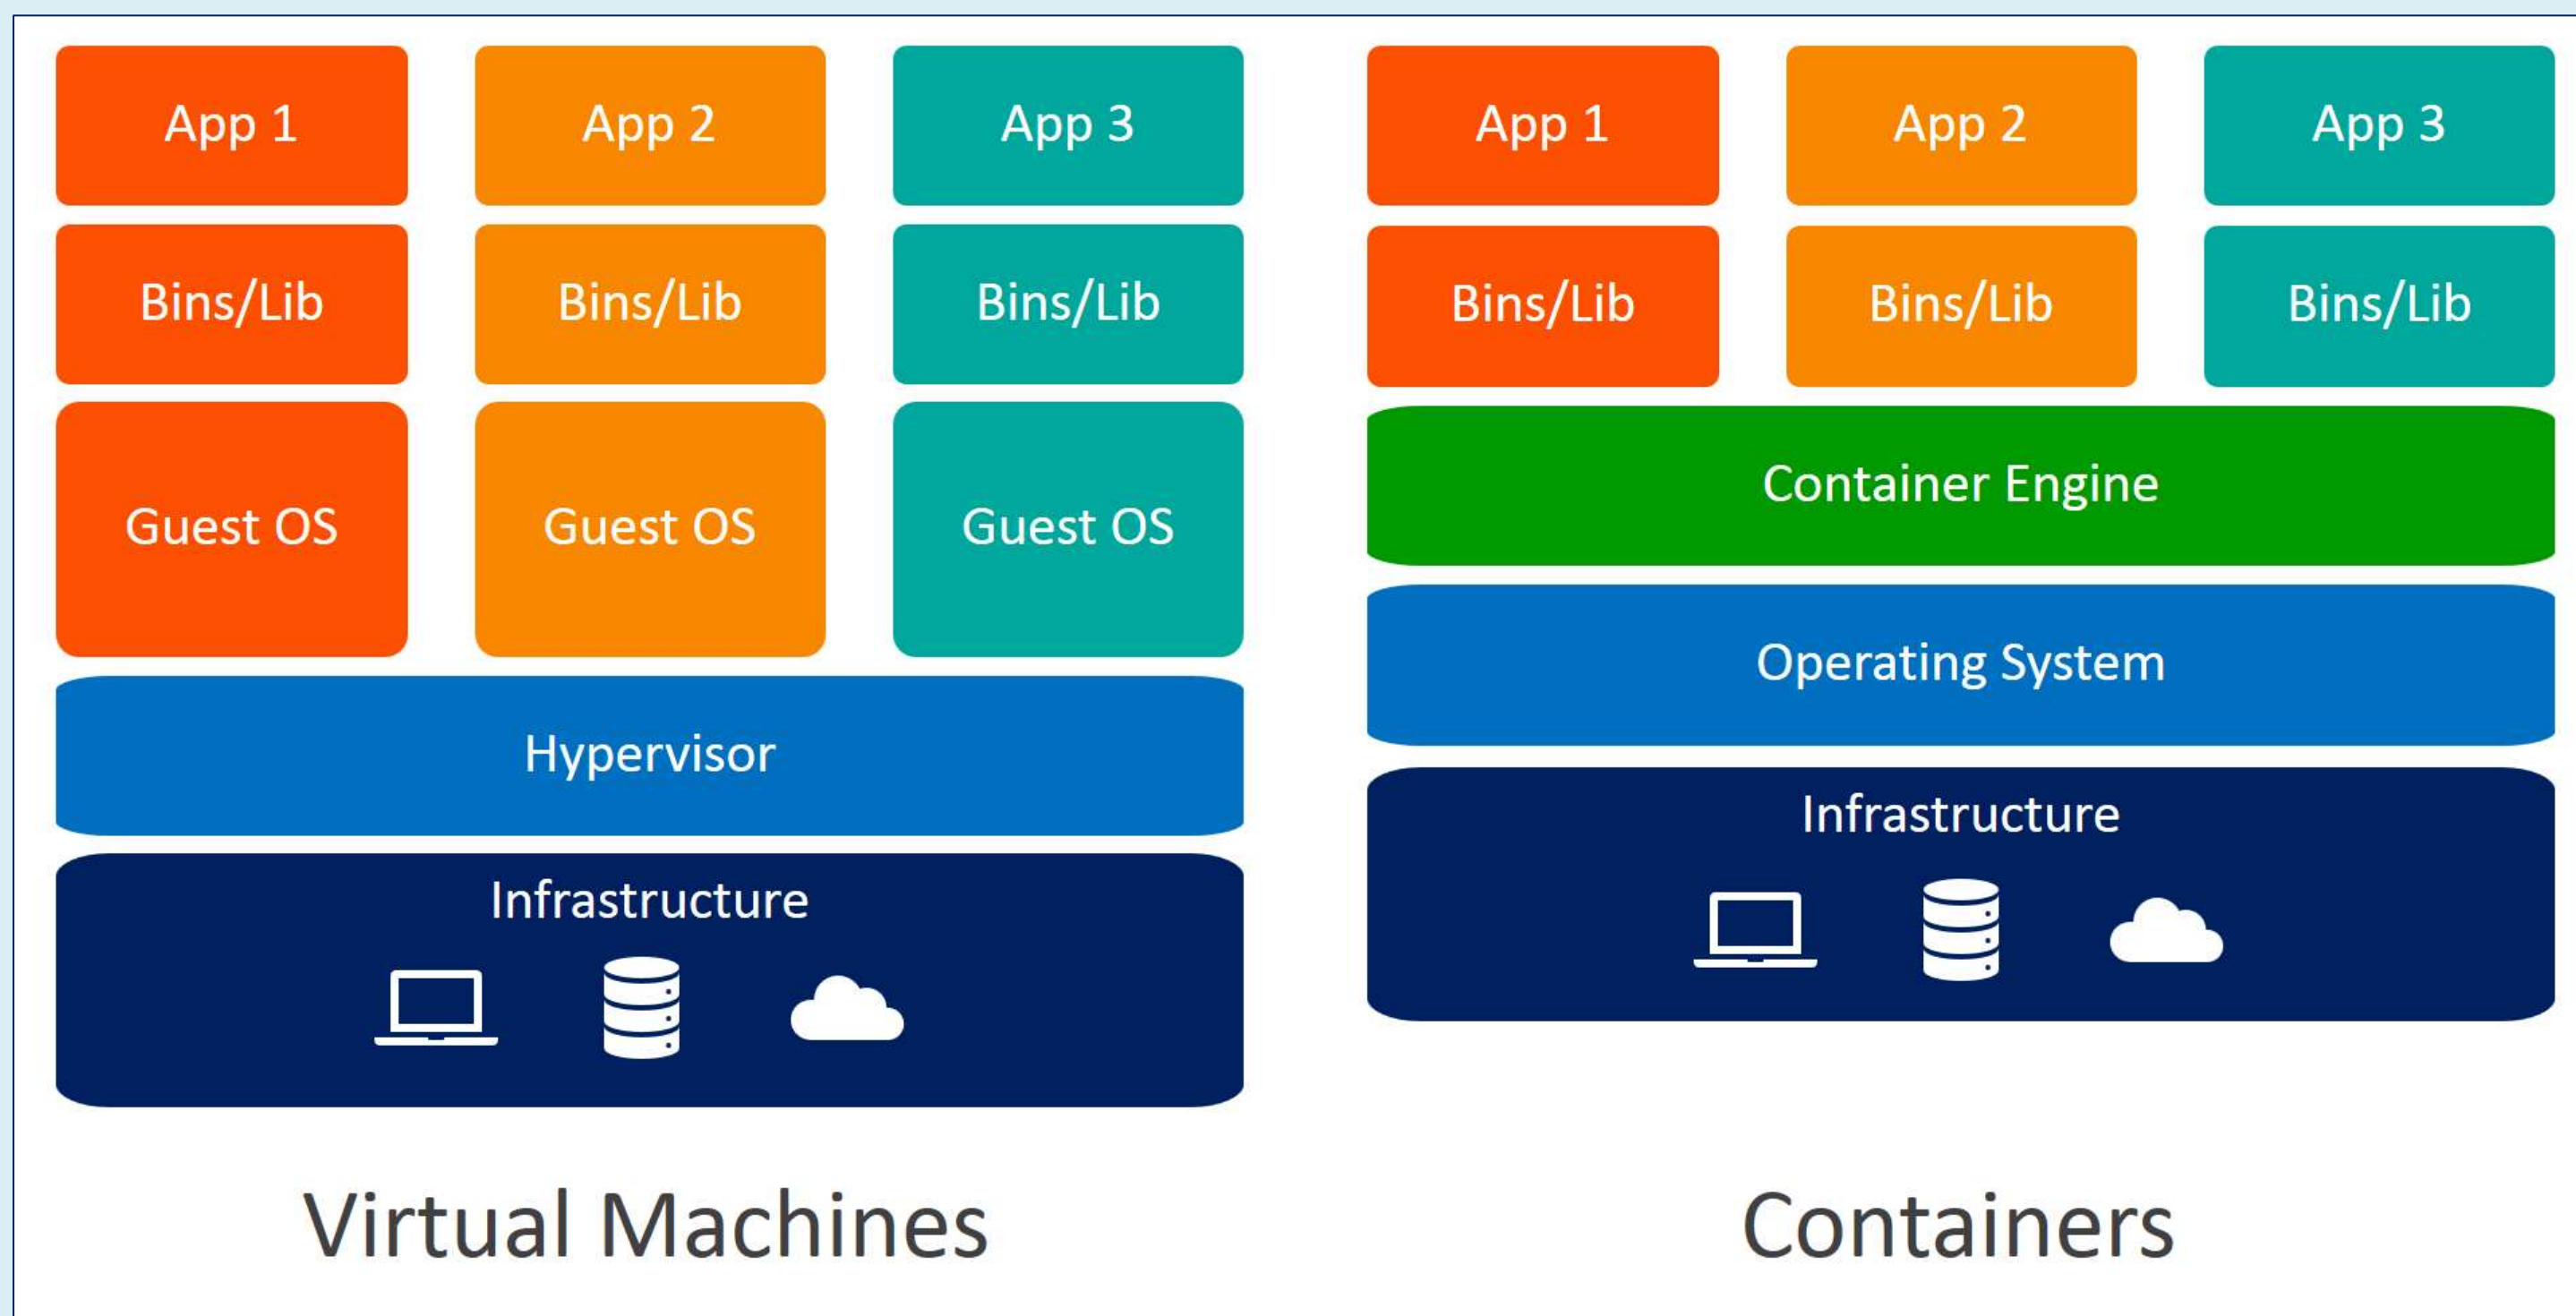 App 1
App 2
App 3
Bins/Lib
Bins/Lib
Bins/Lib
Guest OS
Guest OS
Guest OS
Hypervisor
Infrastructure
Virtual Machines
App 1
App 2
App 3
Bins/Lib
Bins/Lib
Bins/Lib
Container Engine
Operating System
Infrastructure
Containers